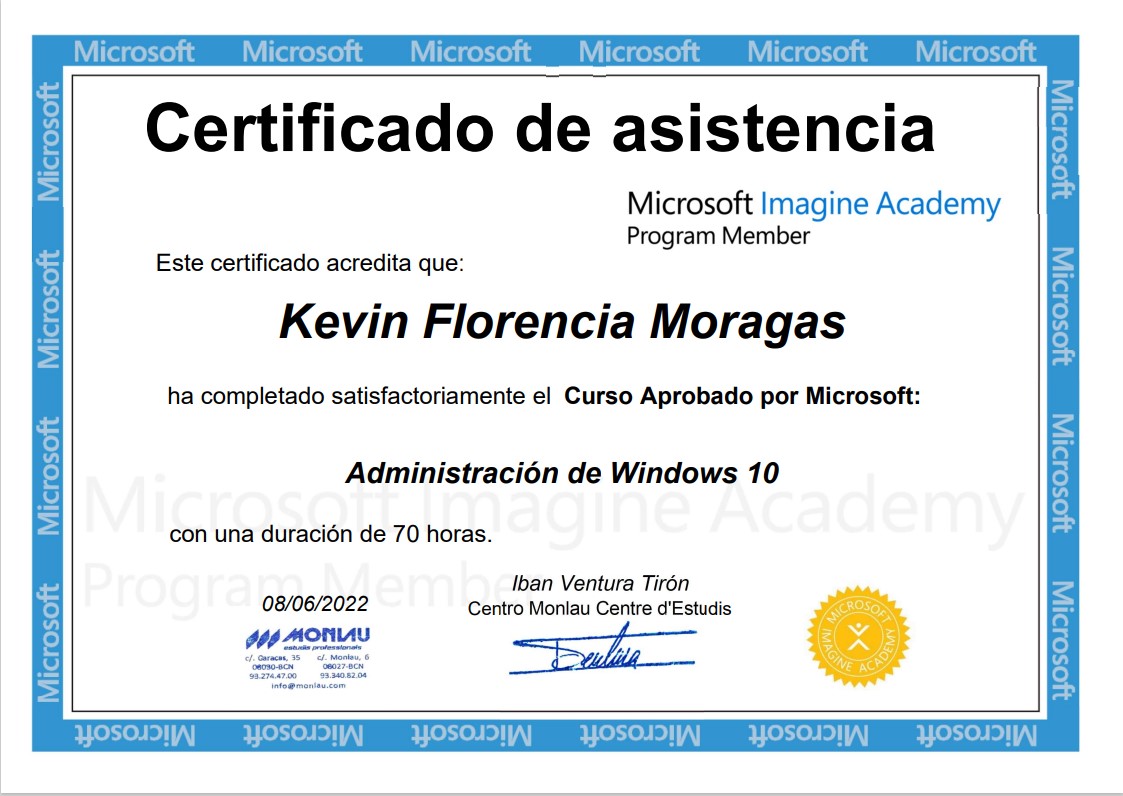 Microsoft Microsoft Microsoft Microsoft Microsoft Microsoft
Microsoft Microsoft Microsoft Microsoft
Microsoft Microsoft Microsoft Microsoft
Certificado de asistencia
Microsoft Imagine Academy
Program Member
Este certificado acredita que:
Kevin Florencia Moragas
ha completado satisfactoriamente el Curso Aprobado por Microsoft:
Administración de Windows 10
Microsoft Imagine Academy
con una duración de 70 horas.
Program Member
Iban Ventura Tirón
08/06/2022
Centro Monlau Centre d'Estudis
MONLAU
estudis professionals
c/. Garacas, 35 c/. Monlau, 6
08030-BCN 08027-BCN
93.274.47.00 93.340.82.04
info@monlau.com
MICROSOFT
IMAGINE ACADEMY
Microsoft Microsoft Microsoft Microsoft Microsoft Microsoft